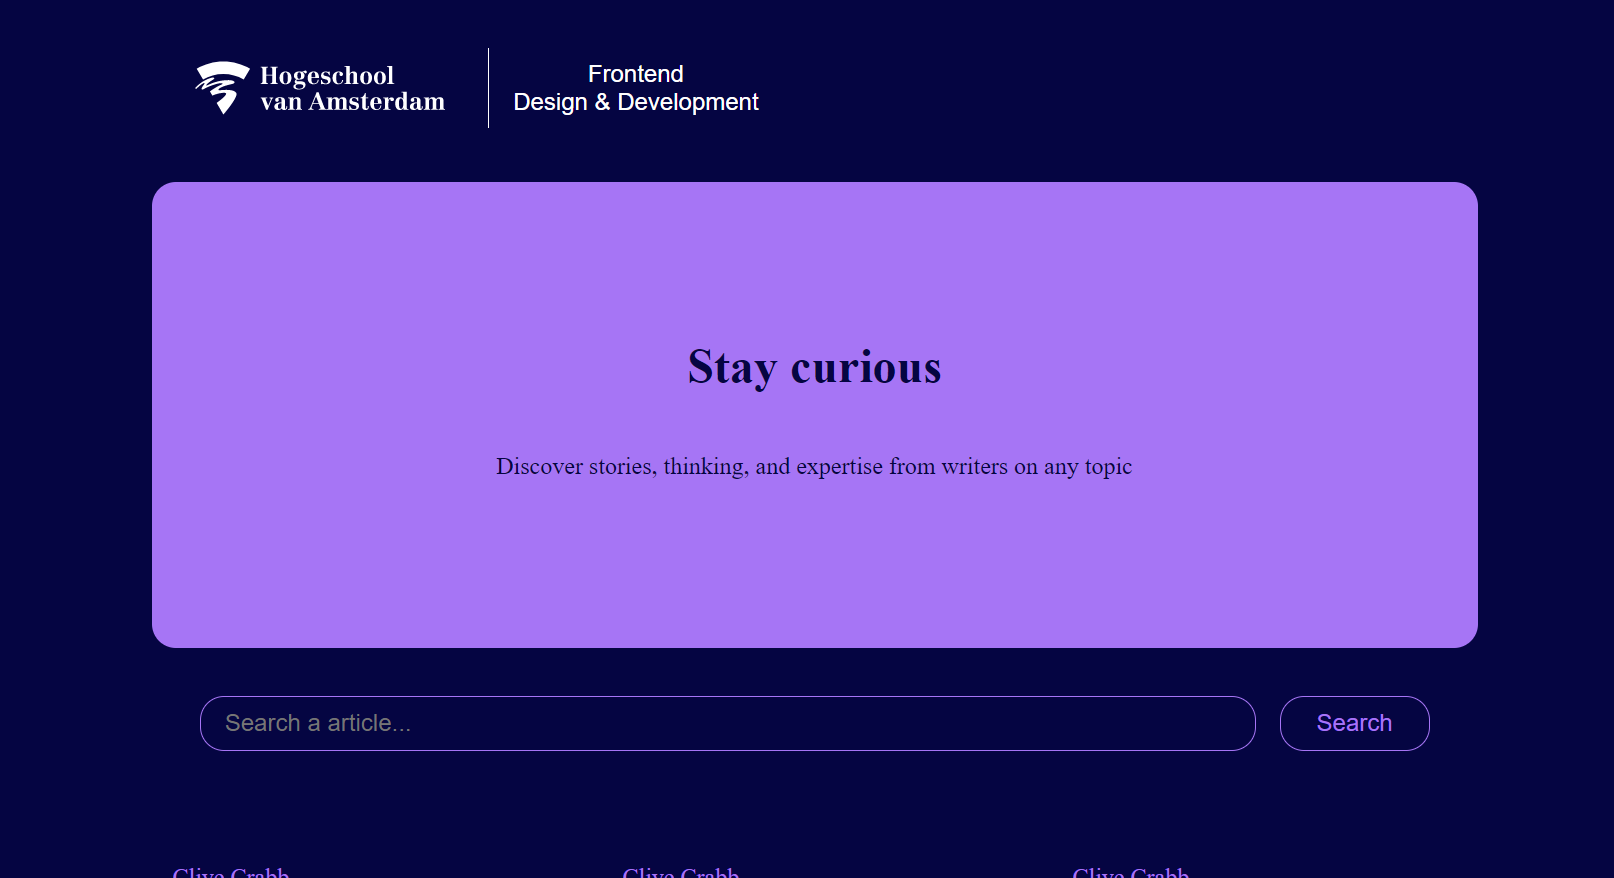 Hogeschool
van Amsterdam
Frontend
Design & Development
Stay curious
Discover stories, thinking, and expertise from writers on any topic
Search a article...
Search
Clive Crabb
Clive Crabb
Clive Crabb